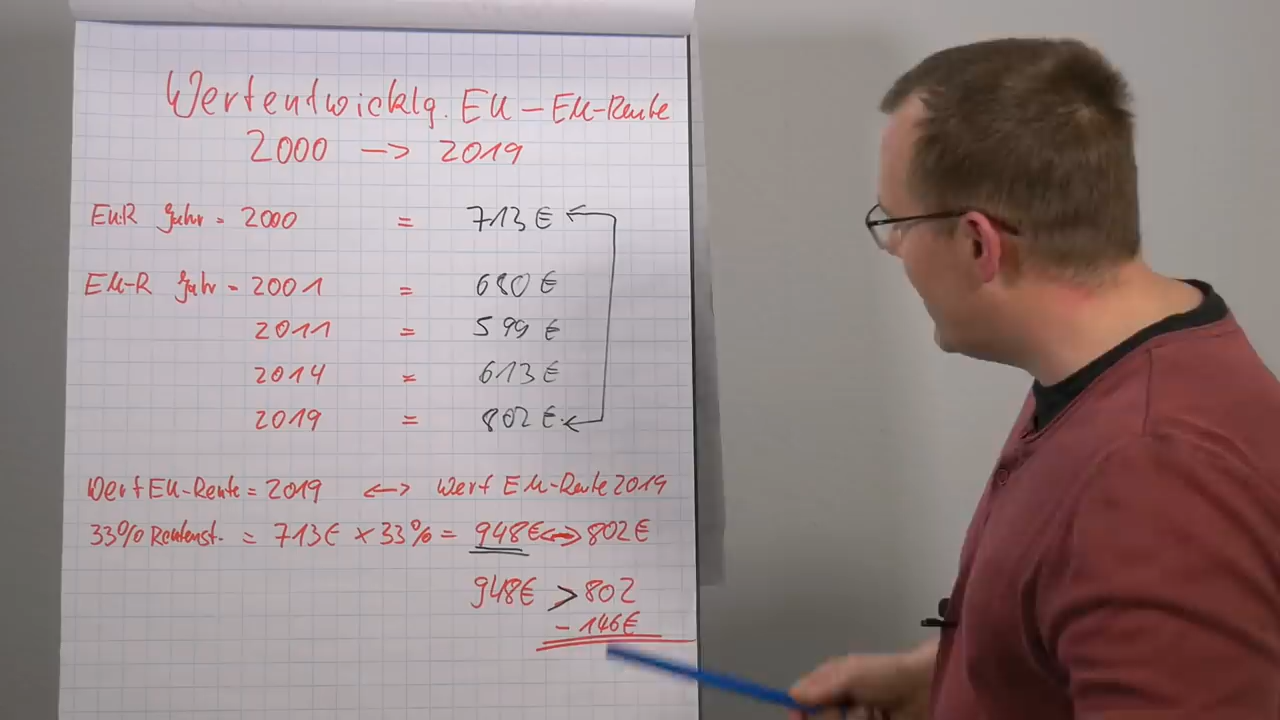 Wertentwicklg. EU-EM-Rente
2000 -> 2019
EU.R Jahr = 2000 = 713 €
EM-R Jahr = 2001 = 680 €
2011 = 599 €
2014 = 613 €
2019 = 802 €
Wert EU-Rente = 2019 <-> Wert EM-Rente 2019
33% Rentenst. = 713€ x 33% = 948€ <-> 802€
948€ > 802
- 146€